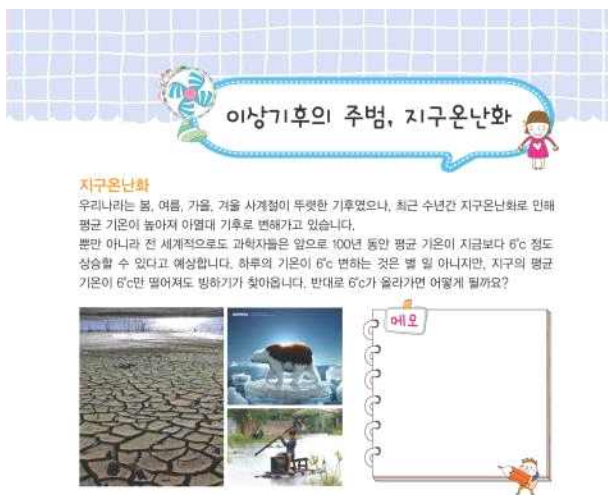 이상기후의 주범, 지구온난화
지구온난화
우리나라는 봄, 여름, 가을, 겨울 사계절이 뚜렷한 기후였으나, 최근 수년간 지구온난화로 인해
평균 기온이 높아져 아열대 기후로 변해가고 있습니다.
뿐만 아니라 전 세계적으로도 과학자들은 앞으로 100년 동안 평균 기온이 지금보다 6℃ 정도
상승할 수 있다고 예상합니다. 하루의 기온이 6℃ 변하는 것은 별 일 아니지만, 지구의 평균
기온이 6℃만 떨어져도 빙하기가 찾아옵니다. 반대로 6℃가 올라가면 어떻게 될까요?
메모